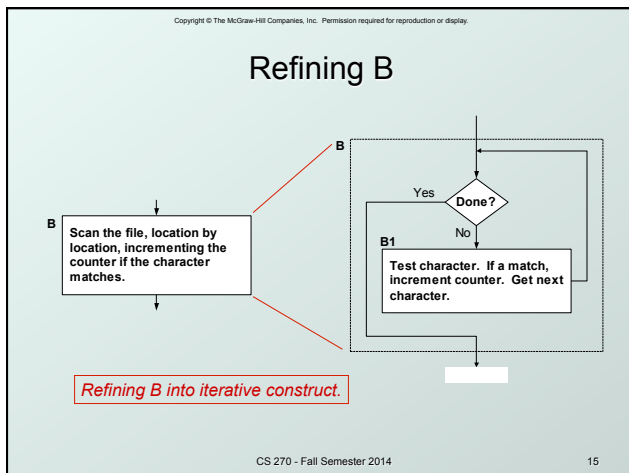 Copyright © The McGraw-Hill Companies, Inc. Permission required for reproduction or display.
Refining B
B
Scan the file, location by
location, incrementing the
counter if the character
matches.
B
Done?
Yes
No
B1
Test character. If a match,
increment counter. Get next
character.
Refining B into iterative construct.
CS 270 - Fall Semester 2014
15